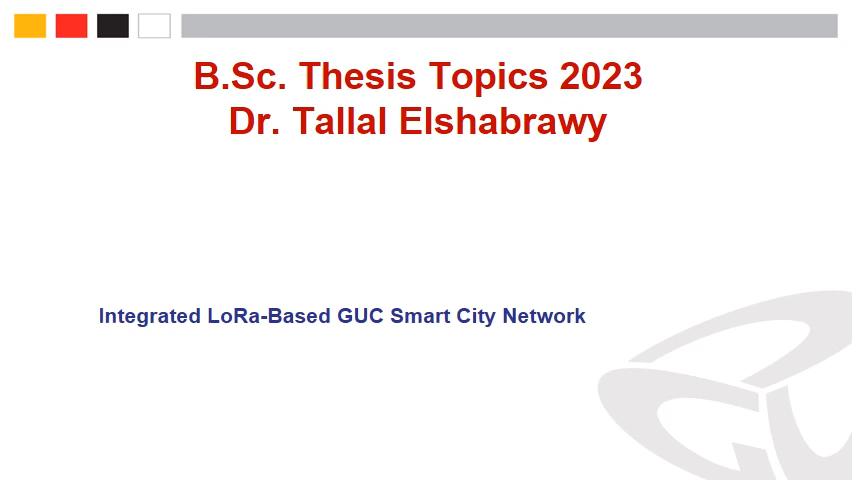 B.Sc. Thesis Topics 2023
Dr. Tallal Elshabrawy
Integrated LoRa-Based GUC Smart City Network